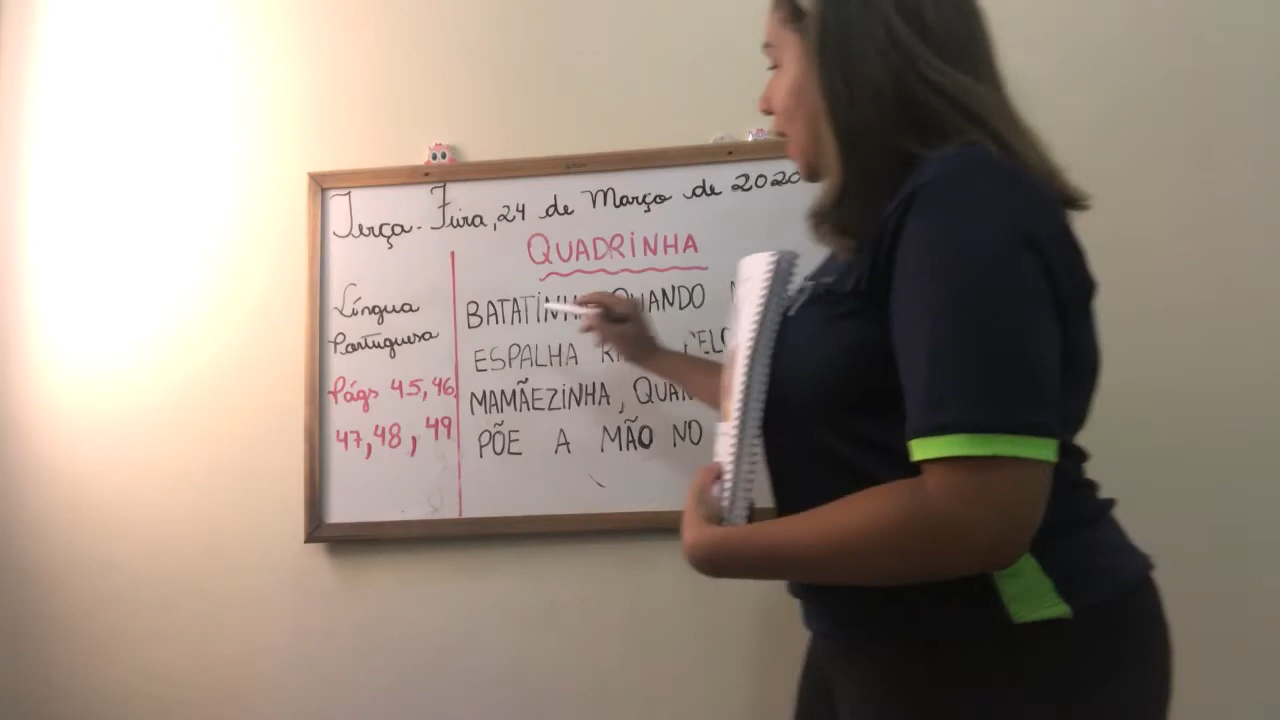 Terça-Feira, 24 de Março de 2020
QUADRINHA
Língua
Portuguesa
Págs 45, 46,
47, 48, 49
BATATINHA QUANDO
ESPALHA
MAMÃEZINHA, QUAN
PÕE A MÃO NO